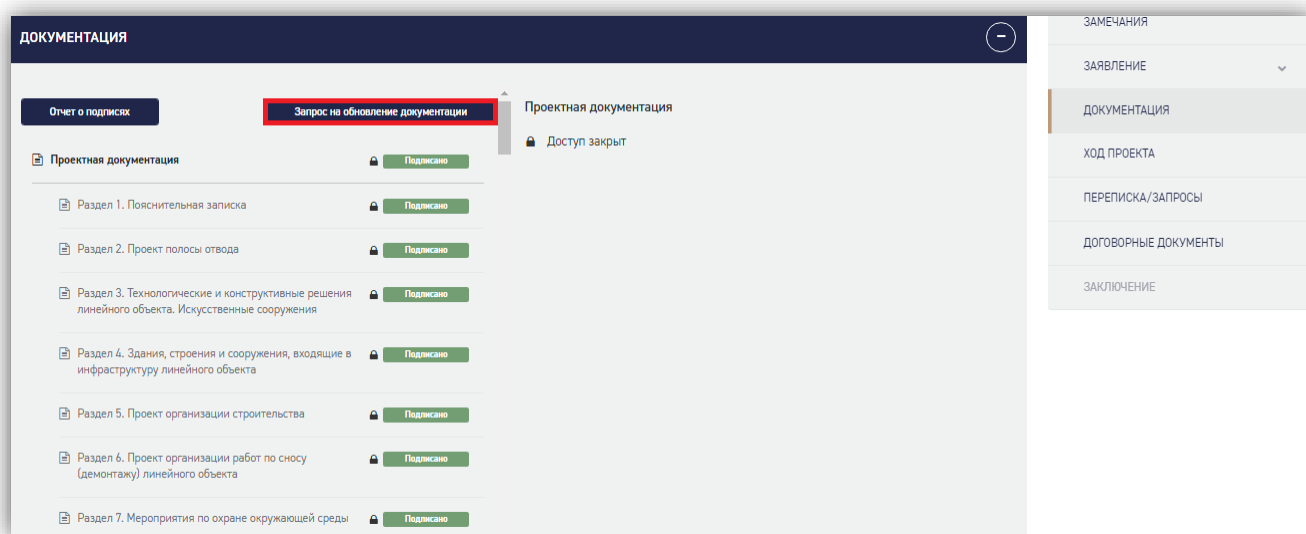 ДОКУМЕНТАЦИЯ
Отчет о подписях
Запрос на обновление документации
Проектная документация
Подписано
Раздел 1. Пояснительная записка
Подписано
Раздел 2. Проект полосы отвода
Подписано
Раздел 3. Технологические и конструктивные решения
линейного объекта. Искусственные сооружения
Подписано
Раздел 4. Здания, строения и сооружения, входящие в
инфраструктуру линейного объекта
Подписано
Раздел 5. Проект организации строительства
Подписано
Раздел 6. Проект организации работ по сносу
(демонтажу) линейного объекта
Подписано
Раздел 7. Мероприятия по охране окружающей среды
Подписано
Проектная документация
Доступ закрыт
ЗАМЕЧАНИЯ
ЗАЯВЛЕНИЕ
ДОКУМЕНТАЦИЯ
ХОД ПРОЕКТА
ПЕРЕПИСКА/ЗАПРОСЫ
ДОГОВОРНЫЕ ДОКУМЕНТЫ
ЗАКЛЮЧЕНИЕ